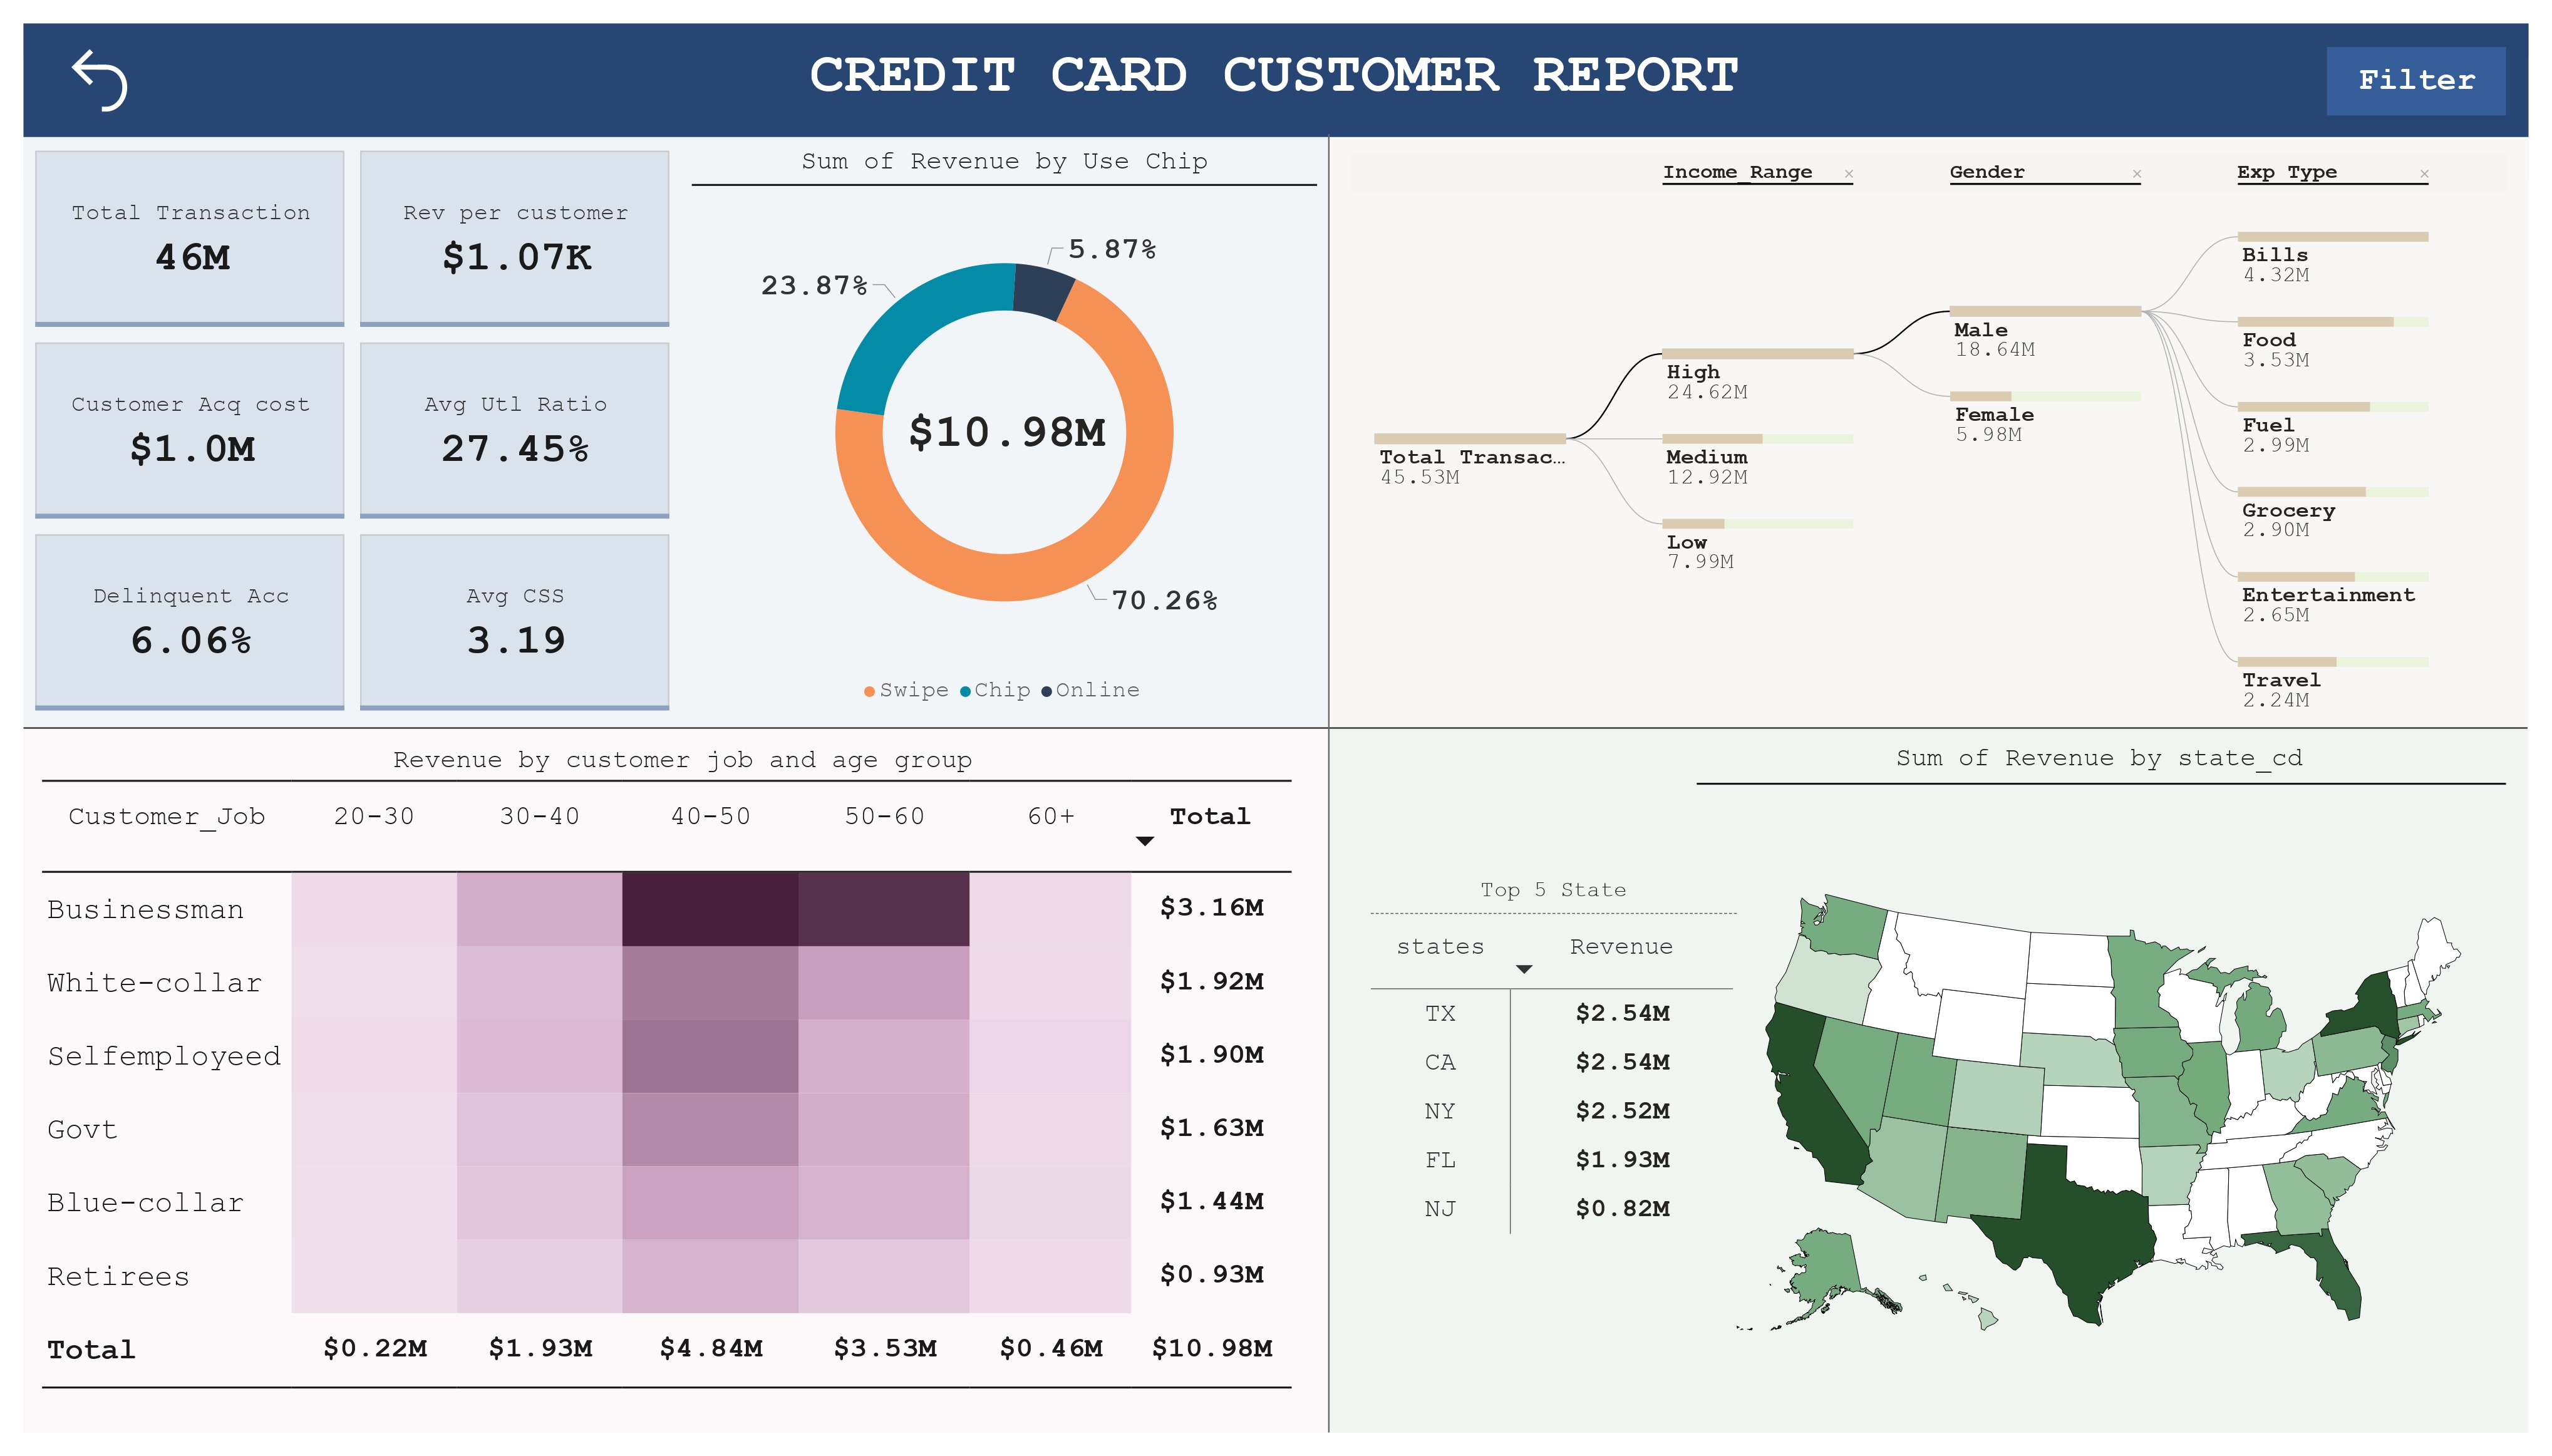 CREDIT CARD CUSTOMER REPORT
Filter
Total Transaction
46M
Rev per customer
$1.07K
Customer Acq cost
$1.0M
Avg Utl Ratio
27.45%
Delinquent Acc
6.06%
Avg CSS
3.19
Sum of Revenue by Use Chip
5.87%
23.87%
$10.98M
70.26%
Swipe Chip Online
Income_Range × Gender × Exp Type ×
Total Transac…
45.53M
High
24.62M
Medium
12.92M
Low
7.99M
Male
18.64M
Female
5.98M
Bills
4.32M
Food
3.53M
Fuel
2.99M
Grocery
2.90M
Entertainment
2.65M
Travel
2.24M
Revenue by customer job and age group
Customer_Job 20-30 30-40 40-50 50-60 60+ Total
Businessman $3.16M
White-collar $1.92M
Selfemployeed $1.90M
Govt $1.63M
Blue-collar $1.44M
Retirees $0.93M
Total $0.22M $1.93M $4.84M $3.53M $0.46M $10.98M
Sum of Revenue by state_cd
Top 5 State
states Revenue
TX $2.54M
CA $2.54M
NY $2.52M
FL $1.93M
NJ $0.82M